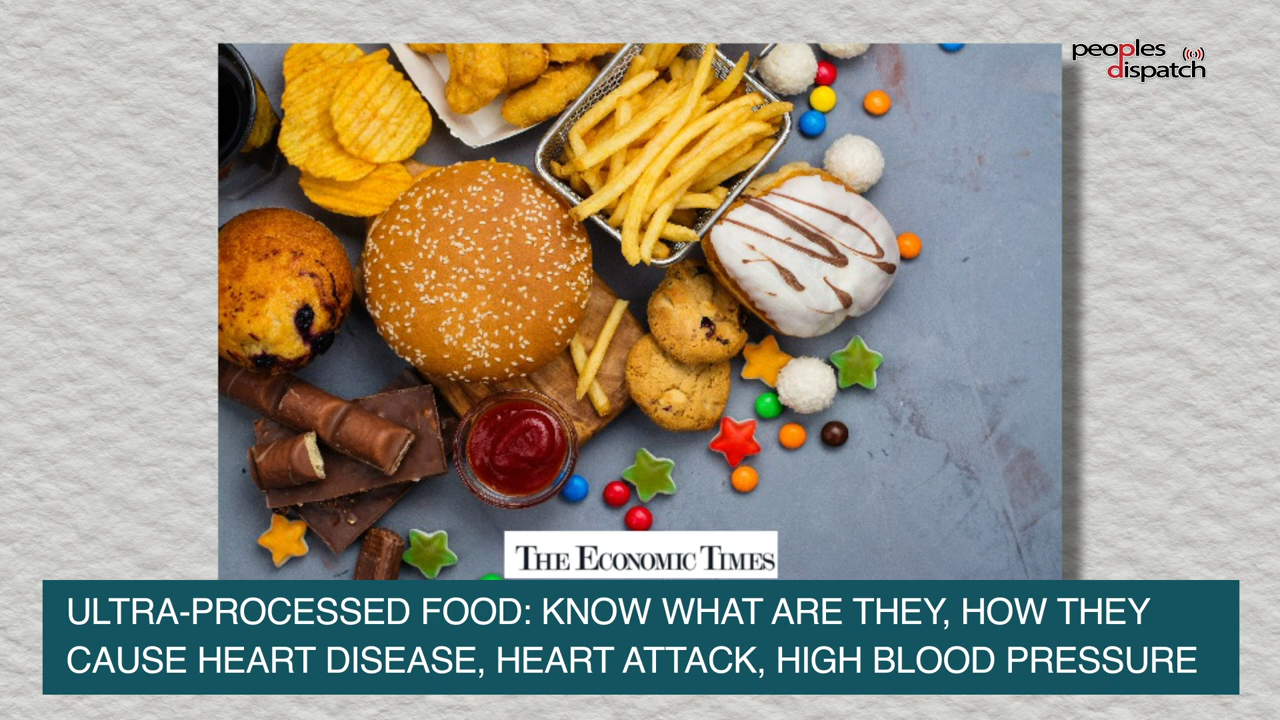 peoples
dispatch
THE ECONOMIC TIMES
ULTRA-PROCESSED FOOD: KNOW WHAT ARE THEY, HOW THEY
CAUSE HEART DISEASE, HEART ATTACK, HIGH BLOOD PRESSURE